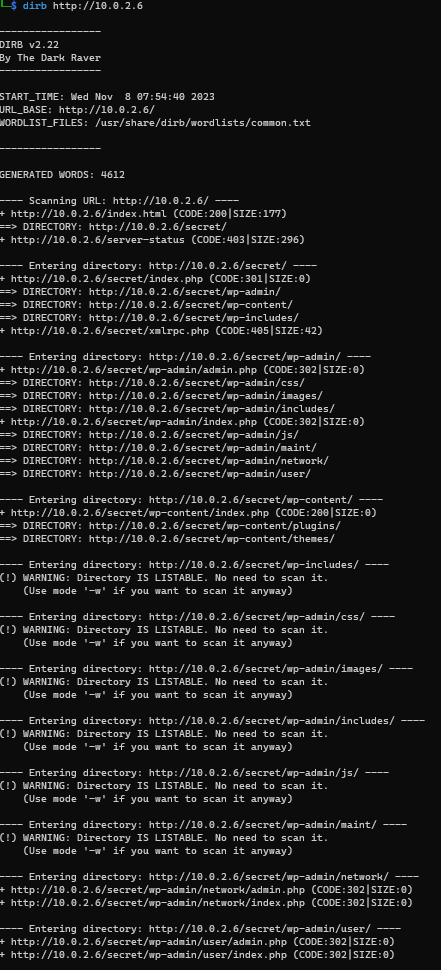 └─$ dirb http://10.0.2.6
-----------------
DIRB v2.22
By The Dark Raver
-----------------
START_TIME: Wed Nov  8 07:54:40 2023
URL_BASE: http://10.0.2.6/
WORDLIST_FILES: /usr/share/dirb/wordlists/common.txt
-----------------
GENERATED WORDS: 4612
---- Scanning URL: http://10.0.2.6/ ----
+ http://10.0.2.6/index.html (CODE:200|SIZE:177)
==> DIRECTORY: http://10.0.2.6/secret/
+ http://10.0.2.6/server-status (CODE:403|SIZE:296)
---- Entering directory: http://10.0.2.6/secret/ ----
+ http://10.0.2.6/secret/index.php (CODE:301|SIZE:0)
==> DIRECTORY: http://10.0.2.6/secret/wp-admin/
==> DIRECTORY: http://10.0.2.6/secret/wp-content/
==> DIRECTORY: http://10.0.2.6/secret/wp-includes/
+ http://10.0.2.6/secret/xmlrpc.php (CODE:405|SIZE:42)
---- Entering directory: http://10.0.2.6/secret/wp-admin/ ----
+ http://10.0.2.6/secret/wp-admin/admin.php (CODE:302|SIZE:0)
==> DIRECTORY: http://10.0.2.6/secret/wp-admin/css/
==> DIRECTORY: http://10.0.2.6/secret/wp-admin/images/
==> DIRECTORY: http://10.0.2.6/secret/wp-admin/includes/
+ http://10.0.2.6/secret/wp-admin/index.php (CODE:302|SIZE:0)
==> DIRECTORY: http://10.0.2.6/secret/wp-admin/js/
==> DIRECTORY: http://10.0.2.6/secret/wp-admin/maint/
==> DIRECTORY: http://10.0.2.6/secret/wp-admin/network/
==> DIRECTORY: http://10.0.2.6/secret/wp-admin/user/
---- Entering directory: http://10.0.2.6/secret/wp-content/ ----
+ http://10.0.2.6/secret/wp-content/index.php (CODE:200|SIZE:0)
==> DIRECTORY: http://10.0.2.6/secret/wp-content/plugins/
==> DIRECTORY: http://10.0.2.6/secret/wp-content/themes/
---- Entering directory: http://10.0.2.6/secret/wp-includes/ ----
(!) WARNING: Directory IS LISTABLE. No need to scan it.
    (Use mode '-w' if you want to scan it anyway)
---- Entering directory: http://10.0.2.6/secret/wp-admin/css/ ----
(!) WARNING: Directory IS LISTABLE. No need to scan it.
    (Use mode '-w' if you want to scan it anyway)
---- Entering directory: http://10.0.2.6/secret/wp-admin/images/ ----
(!) WARNING: Directory IS LISTABLE. No need to scan it.
    (Use mode '-w' if you want to scan it anyway)
---- Entering directory: http://10.0.2.6/secret/wp-admin/includes/ ----
(!) WARNING: Directory IS LISTABLE. No need to scan it.
    (Use mode '-w' if you want to scan it anyway)
---- Entering directory: http://10.0.2.6/secret/wp-admin/js/ ----
(!) WARNING: Directory IS LISTABLE. No need to scan it.
    (Use mode '-w' if you want to scan it anyway)
---- Entering directory: http://10.0.2.6/secret/wp-admin/maint/ ----
(!) WARNING: Directory IS LISTABLE. No need to scan it.
    (Use mode '-w' if you want to scan it anyway)
---- Entering directory: http://10.0.2.6/secret/wp-admin/network/ ----
+ http://10.0.2.6/secret/wp-admin/network/admin.php (CODE:302|SIZE:0)
+ http://10.0.2.6/secret/wp-admin/network/index.php (CODE:302|SIZE:0)
---- Entering directory: http://10.0.2.6/secret/wp-admin/user/ ----
+ http://10.0.2.6/secret/wp-admin/user/admin.php (CODE:302|SIZE:0)
+ http://10.0.2.6/secret/wp-admin/user/index.php (CODE:302|SIZE:0)